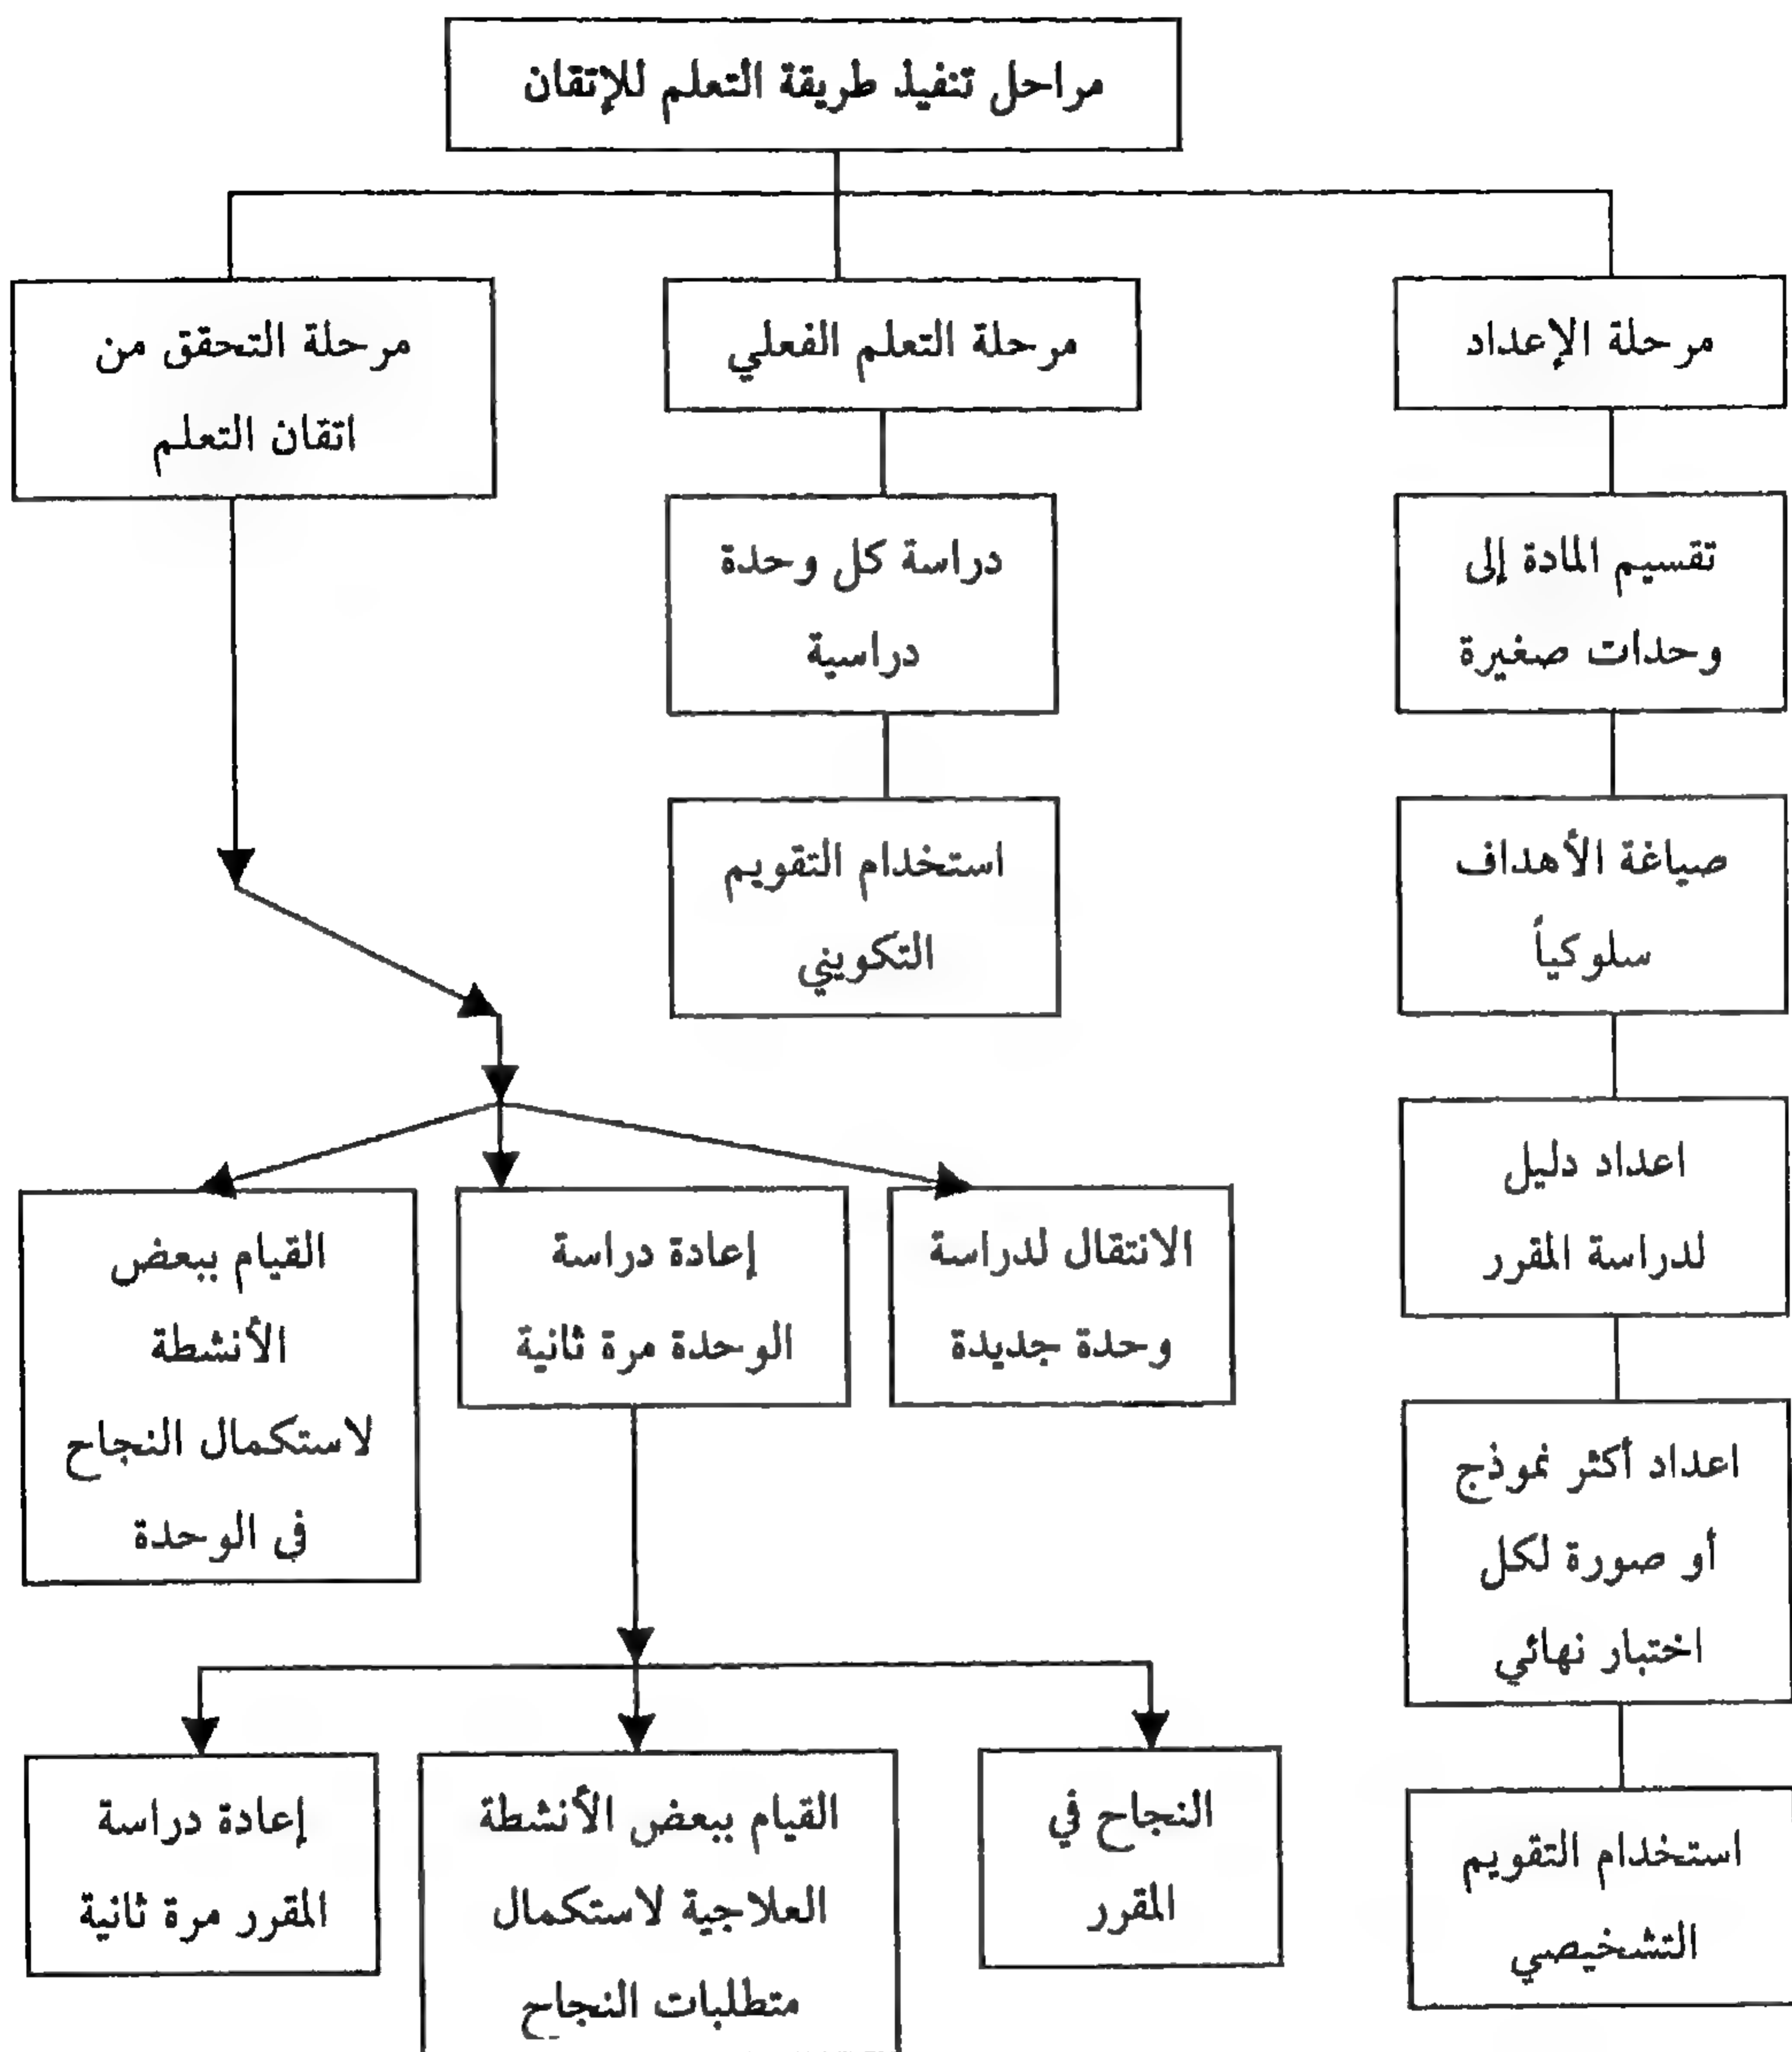 مراحل تنفيذ طريقة التعلم للإتقان
مرحلة الإعداد
مرحلة التعلم الفعلي
مرحلة التحقق من
اتقان التعلم
تقسيم المادة إلى
وحدات صغيرة
دراسة كل وحدة
دراسية
صياغة الأهداف
سلوكياً
استخدام التقويم
التكويني
اعداد دليل
لدراسة المقرر
الانتقال لدراسة
وحدة جديدة
إعادة دراسة
الوحدة مرة ثانية
القيام ببعض
الأنشطة
لاستكمال النجاح
في الوحدة
اعداد أكثر نموذج
أو صورة لكل
اختبار نهائي
استخدام التقويم
التشخيصي
النجاح في
المقرر
القيام ببعض الأنشطة
العلاجية لاستكمال
متطلبات النجاح
إعادة دراسة
المقرر مرة ثانية